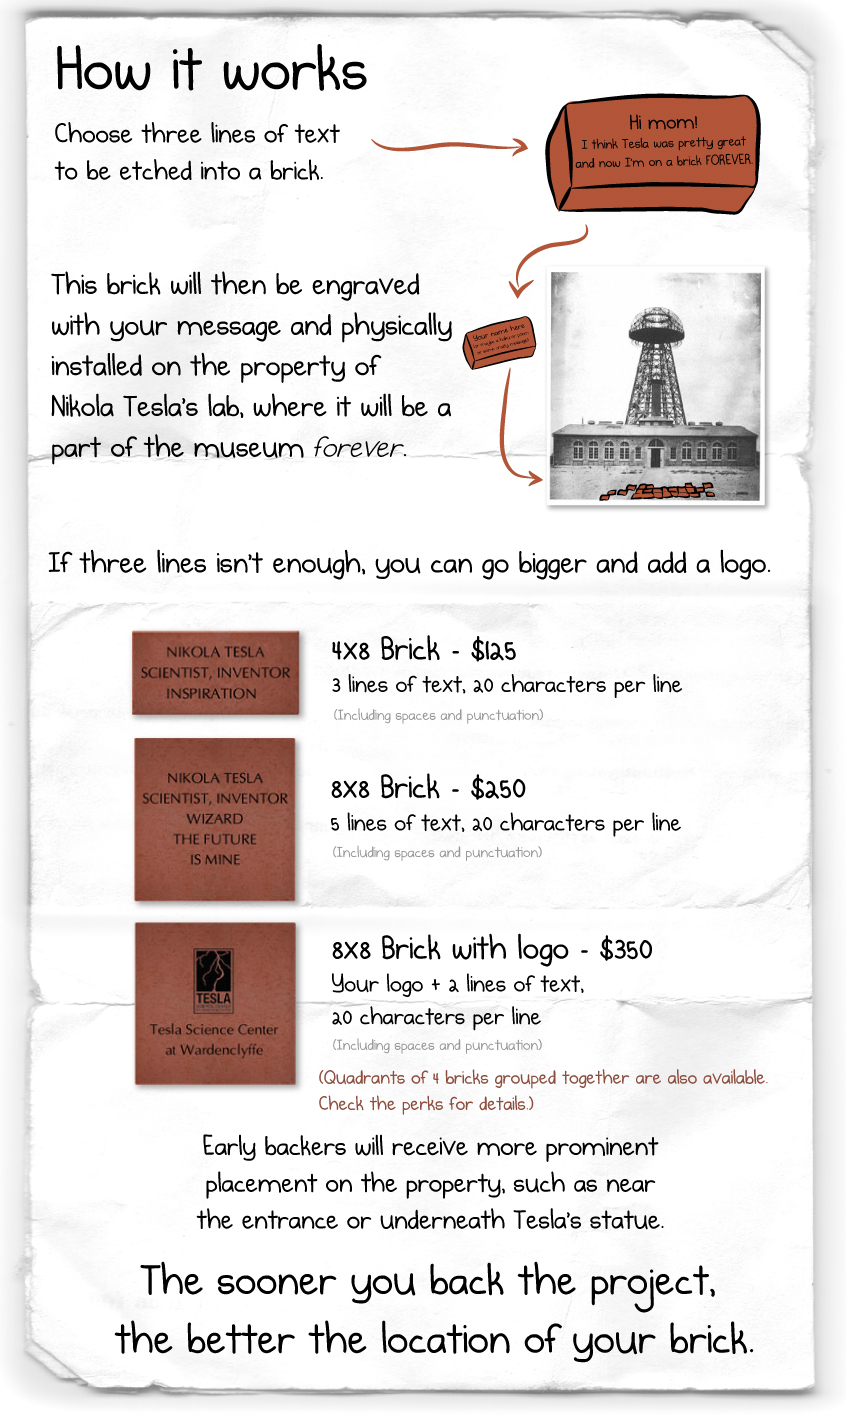 How it works
Choose three lines of text
to be etched into a brick.
Hi mom!
I think Tesla was pretty great
and now I'm on a brick FOREVER.
This brick will then be engraved
with your message and physically
installed on the property of
Nikola Tesla's lab, where it will be a
part of the museum forever.
Your name here
If three lines isn't enough, you can go bigger and add a logo.
NIKOLA TESLA
SCIENTIST, INVENTOR
INSPIRATION
4X8 Brick - $125
3 lines of text, 20 characters per line
(Including spaces and punctuation)
NIKOLA TESLA
SCIENTIST, INVENTOR
WIZARD
THE FUTURE
IS MINE
8X8 Brick - $250
5 lines of text, 20 characters per line
(Including spaces and punctuation)
TESLA
Tesla Science Center
at Wardenclyffe
8X8 Brick with logo - $350
Your logo + 2 lines of text,
20 characters per line
(Including spaces and punctuation)
(Quadrants of 4 bricks grouped together are also available.
Check the perks for details.)
Early backers will receive more prominent
placement on the property, such as near
the entrance or underneath Tesla's statue.
The sooner you back the project,
the better the location of your brick.